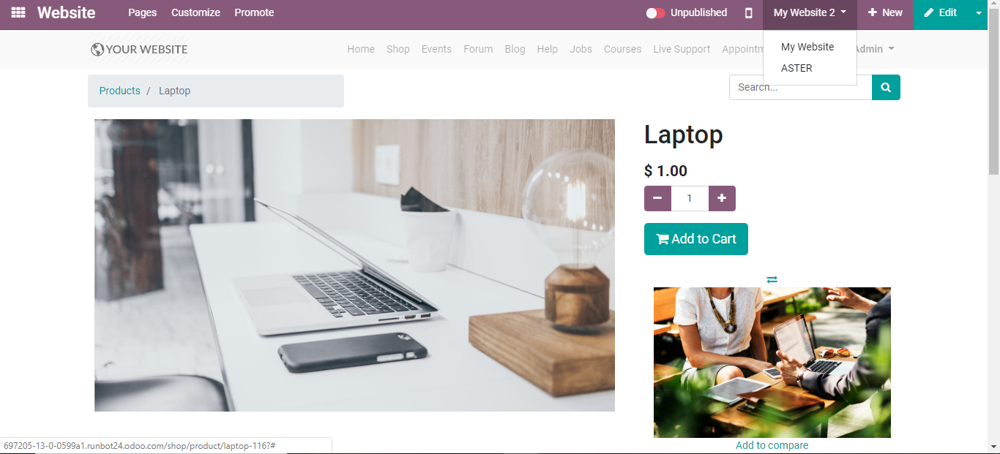 Website Pages Customize Promote Unpublished My Website 2 New Edit
My Website
ASTER
YOUR WEBSITE Home Shop Events Forum Blog Help Jobs Courses Live Support Appointm Admin
Products / Laptop
Search...
Laptop
$ 1.00
1
Add to Cart
Add to compare
697205-13-0-0599a1.runbot24.odoo.com/shop/product/laptop-116?#